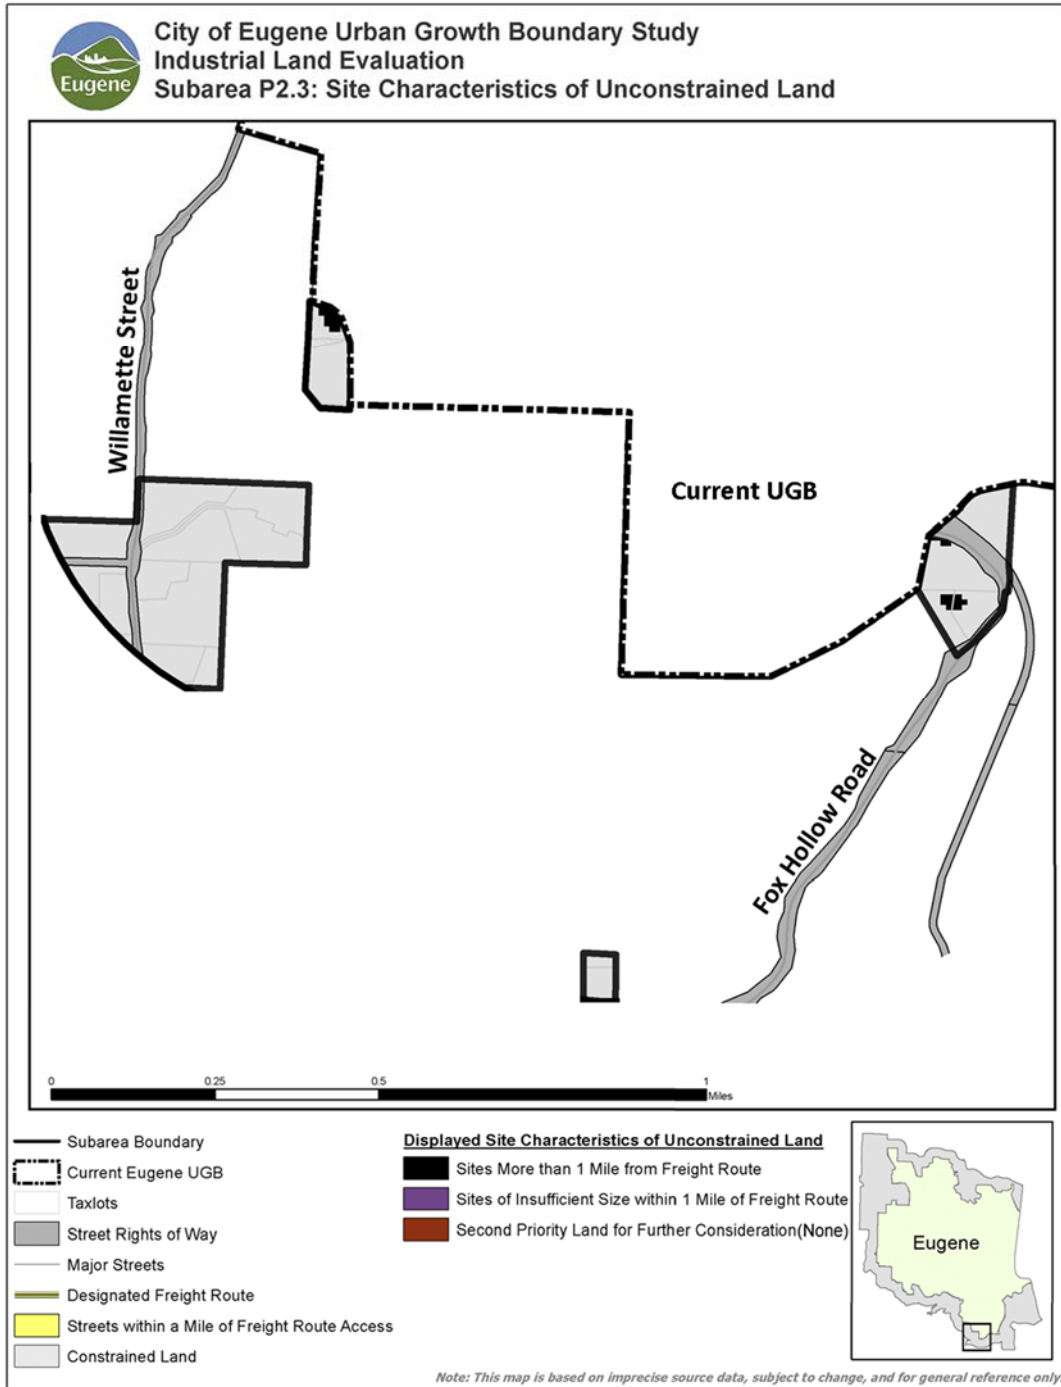 City of Eugene Urban Growth Boundary Study
Industrial Land Evaluation
Subarea P2.3: Site Characteristics of Unconstrained Land
Eugene
Willamette Street
Current UGB
Fox Hollow Road
0 0.25 0.5 1
Miles
Subarea Boundary
Current Eugene UGB
Taxlots
Street Rights of Way
Major Streets
Designated Freight Route
Streets within a Mile of Freight Route Access
Constrained Land
Displayed Site Characteristics of Unconstrained Land
Sites More than 1 Mile from Freight Route
Sites of Insufficient Size within 1 Mile of Freight Route
Second Priority Land for Further Consideration(None)
Eugene
Note: This map is based on imprecise source data, subject to change, and for general reference only